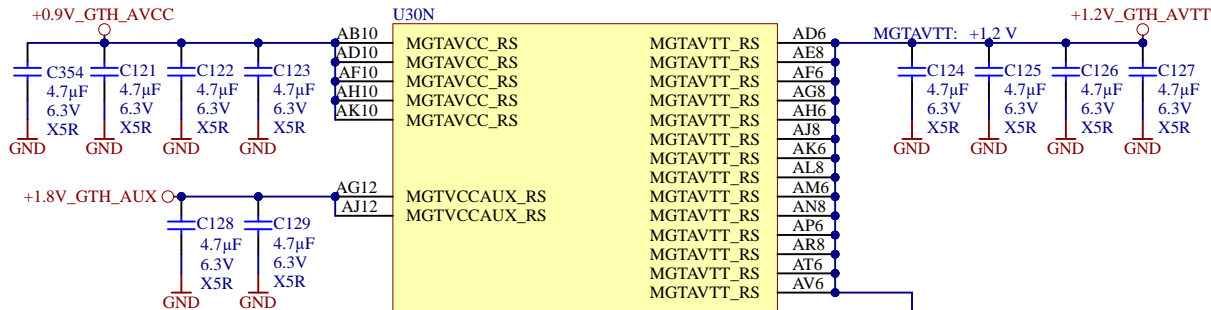 +0.9V_GTH_AVCC
U30N
+1.2V_GTH_AVTT
AB10 MGTAVCC_RS
AD10 MGTAVCC_RS
AF10 MGTAVCC_RS
AH10 MGTAVCC_RS
AK10 MGTAVCC_RS
C354
4.7µF
6.3V
X5R
GND
C121
4.7µF
6.3V
X5R
GND
C122
4.7µF
6.3V
X5R
GND
C123
4.7µF
6.3V
X5R
GND
MGTAVTT_RS AD6
MGTAVTT_RS AE8
MGTAVTT_RS AF6
MGTAVTT_RS AG8
MGTAVTT_RS AH6
MGTAVTT_RS AJ8
MGTAVTT_RS AK6
MGTAVTT_RS AL8
MGTAVTT_RS AM6
MGTAVTT_RS AN8
MGTAVTT_RS AP6
MGTAVTT_RS AR8
MGTAVTT_RS AT6
MGTAVTT_RS AV6
MGTAVTT: +1.2 V
C124
4.7µF
6.3V
X5R
GND
C125
4.7µF
6.3V
X5R
GND
C126
4.7µF
6.3V
X5R
GND
C127
4.7µF
6.3V
X5R
GND
+1.8V_GTH_AUX
AG12 MGTVCCAUX_RS
AJ12 MGTVCCAUX_RS
C128
4.7µF
6.3V
X5R
GND
C129
4.7µF
6.3V
X5R
GND